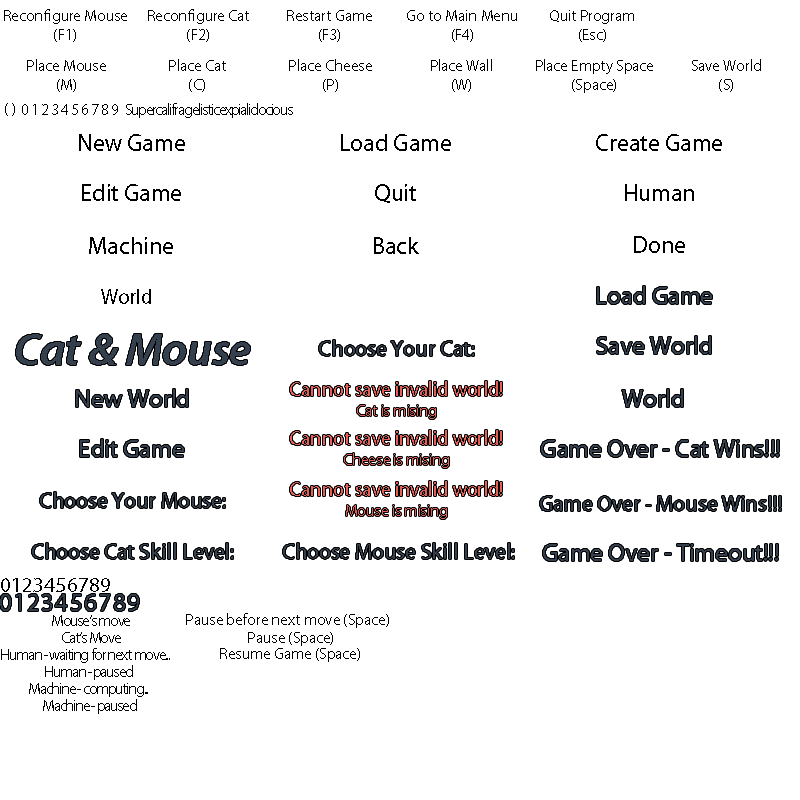 Reconfigure Mouse Reconfigure Cat Restart Game Go to Main Menu Quit Program
(F1) (F2) (F3) (F4) (Esc)
Place Mouse Place Cat Place Cheese Place Wall Place Empty Space Save World
(M) (C) (P) (W) (Space) (S)
( ) 0 1 2 3 4 5 6 7 8 9 Supercalifragelisticexpialidocious
New Game Load Game Create Game
Edit Game Quit Human
Machine Back Done
World Load Game
Cat & Mouse Choose Your Cat: Save World
New World Cannot save invalid world! World
Cat is mising
Edit Game Cannot save invalid world! Game Over - Cat Wins!!!
Cheese is mising
Choose Your Mouse: Cannot save invalid world! Game Over - Mouse Wins!!!
Mouse is mising
Choose Cat Skill Level: Choose Mouse Skill Level: Game Over - Timeout!!!
0123456789
0123456789
Mouse's move Pause before next move (Space)
Cat's Move Pause (Space)
Human - waiting for next move... Resume Game (Space)
Human - paused
Machine - computing...
Machine - paused